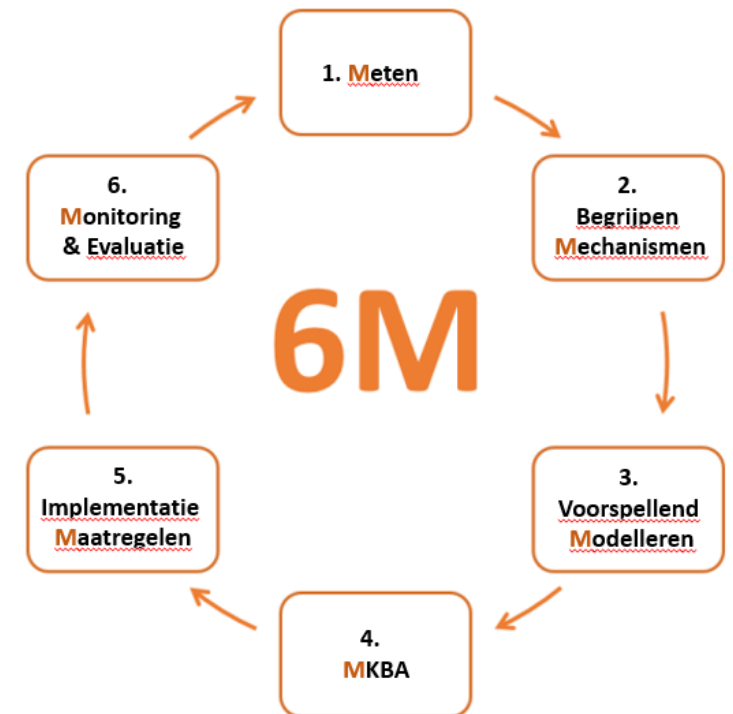 1. Meten
2.
Begrijpen
Mechanismen
3.
Voorspellend
Modelleren
4.
MKBA
5.
Implementatie
Maatregelen
6.
Monitoring
& Evaluatie
6M